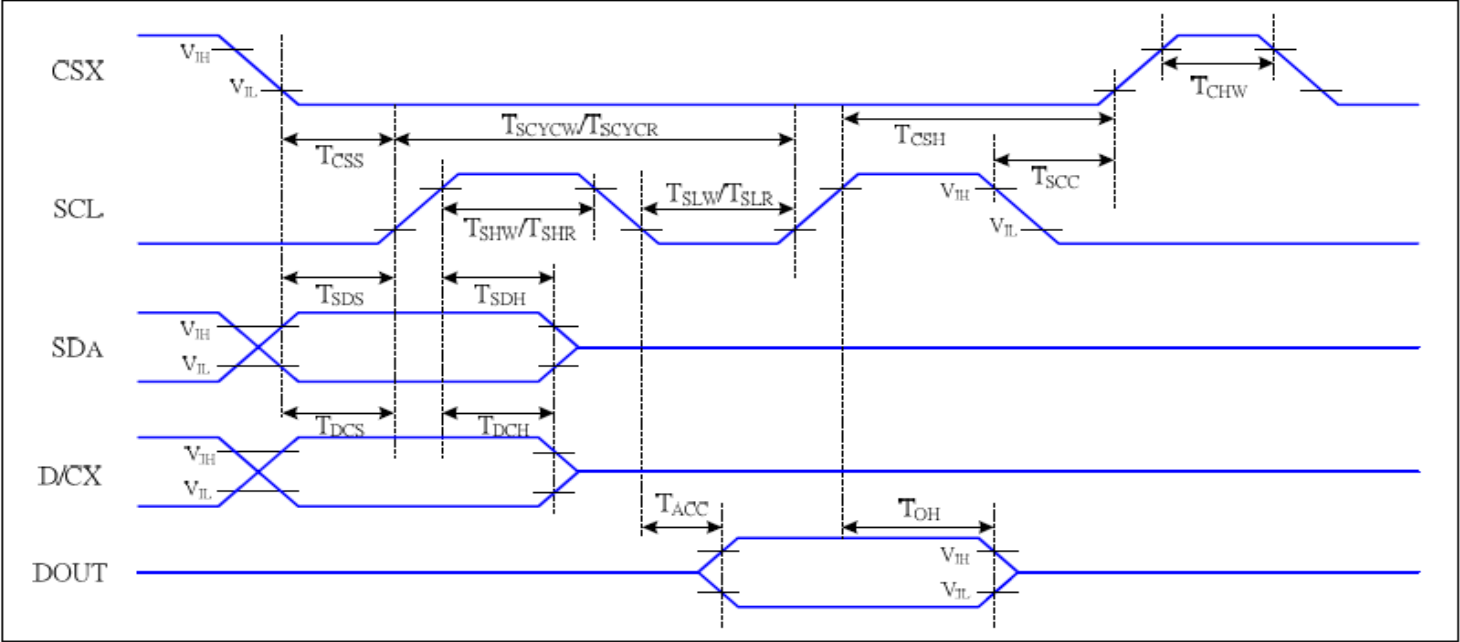 CSX
VIH
VIL
TCHW
TSCYCW/TSCYCR
TCSS
TCSH
TSCC
SCL
TSLW/TSLR
TSHW/TSHR
VIH
VIL
TSDS
TSDH
SDA
VIH
VIL
TDCS
TDCH
D/CX
VIH
VIL
TACC
TOH
DOUT
VIH
VIL